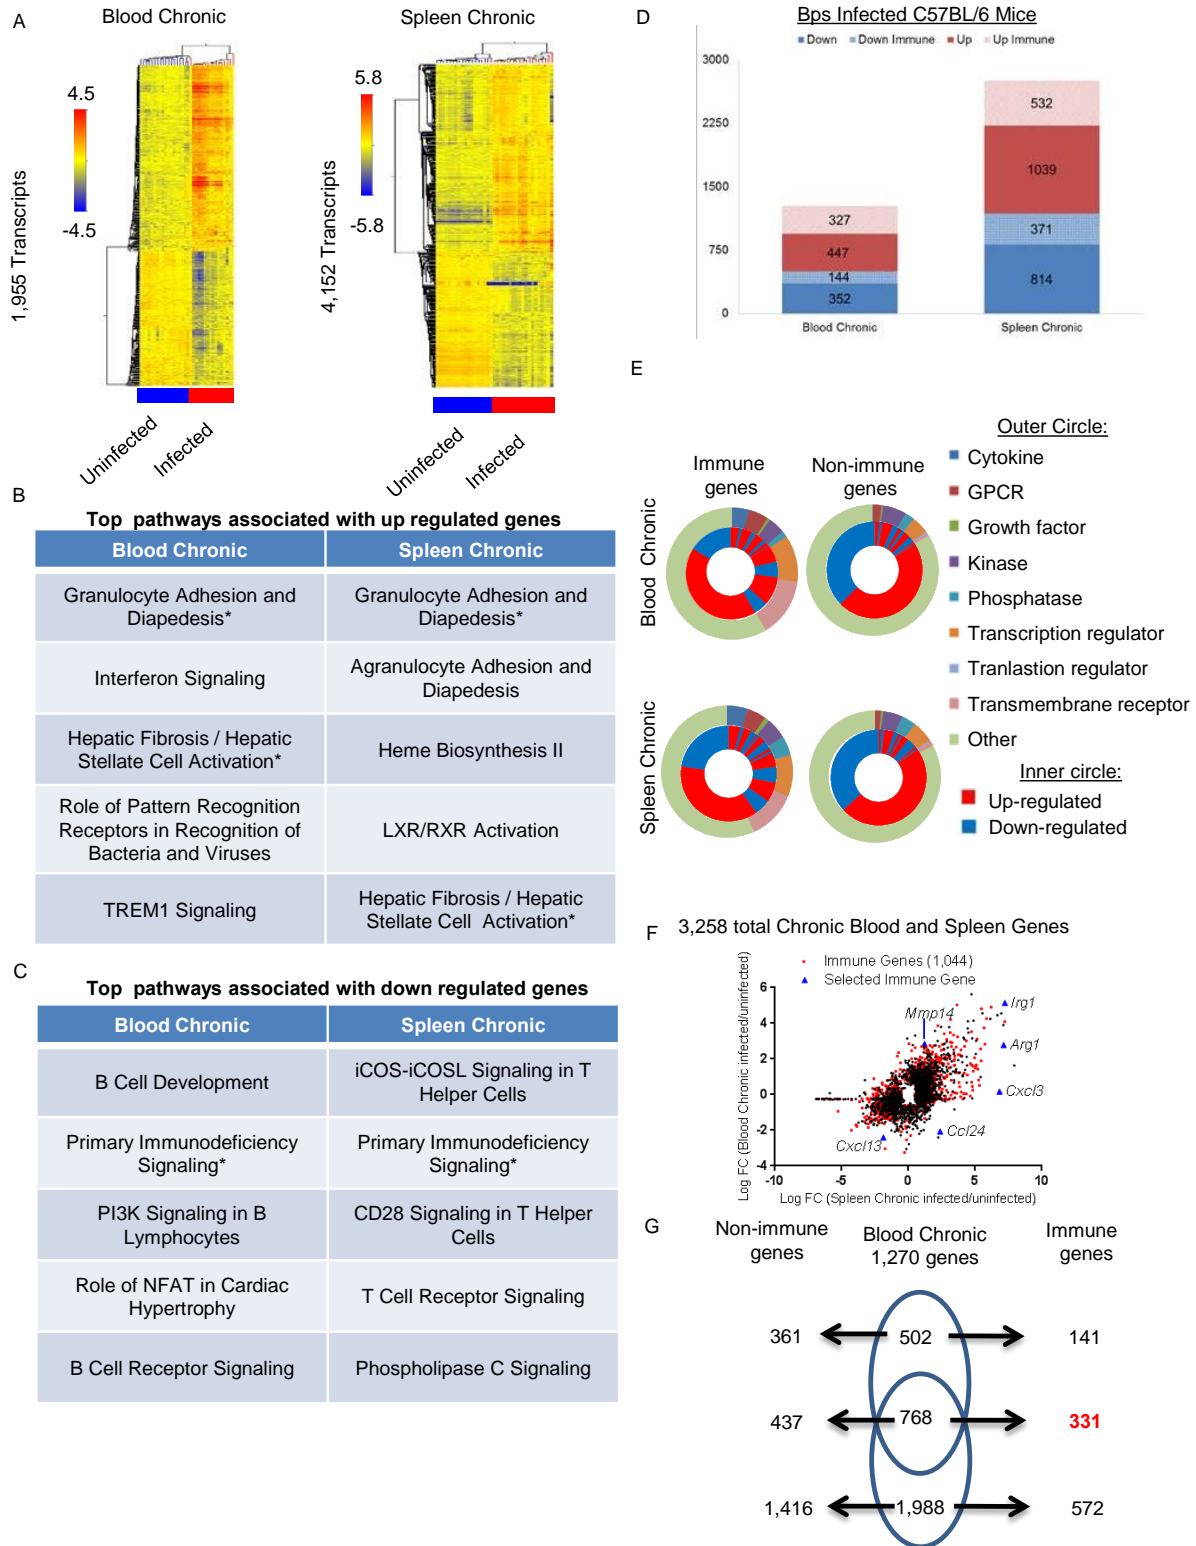 A
Blood Chronic
Spleen Chronic
4.5
-4.5
1,955 Transcripts
5.8
-5.8
4,152 Transcripts
Uninfected
Infected
Uninfected
Infected
B
Top pathways associated with up regulated genes
Blood Chronic
Spleen Chronic
Granulocyte Adhesion and
Diapedesis*
Granulocyte Adhesion and
Diapedesis*
Interferon Signaling
Agranulocyte Adhesion and
Diapedesis
Hepatic Fibrosis / Hepatic
Stellate Cell Activation*
Heme Biosynthesis II
Role of Pattern Recognition
Receptors in Recognition of
Bacteria and Viruses
LXR/RXR Activation
TREM1 Signaling
Hepatic Fibrosis / Hepatic
Stellate Cell Activation*
C
Top pathways associated with down regulated genes
Blood Chronic
Spleen Chronic
B Cell Development
iCOS-iCOSL Signaling in T
Helper Cells
Primary Immunodeficiency
Signaling*
Primary Immunodeficiency
Signaling*
PI3K Signaling in B
Lymphocytes
CD28 Signaling in T Helper
Cells
Role of NFAT in Cardiac
Hypertrophy
T Cell Receptor Signaling
B Cell Receptor Signaling
Phospholipase C Signaling
D
Bps Infected C57BL/6 Mice
Down
Down Immune
Up
Up Immune
3000
2250
1500
750
0
327
447
144
352
532
1039
371
814
Blood Chronic
Spleen Chronic
E
Immune
genes
Non-immune
genes
Blood Chronic
Spleen Chronic
Outer Circle:
Cytokine
GPCR
Growth factor
Kinase
Phosphatase
Transcription regulator
Tranlastion regulator
Transmembrane receptor
Other
Inner circle:
Up-regulated
Down-regulated
F
3,258 total Chronic Blood and Spleen Genes
Immune Genes (1,044)
Selected Immune Gene
Log FC (Blood Chronic infected/uninfected)
6
4
2
0
-2
-4
-10
-5
0
5
10
Mmp14
Irg1
Arg1
Cxcl3
Ccl24
Cxcl13
Log FC (Spleen Chronic infected/uninfected)
G
Non-immune
genes
Blood Chronic
1,270 genes
Immune
genes
361
502
141
437
768
331
1,416
1,988
572